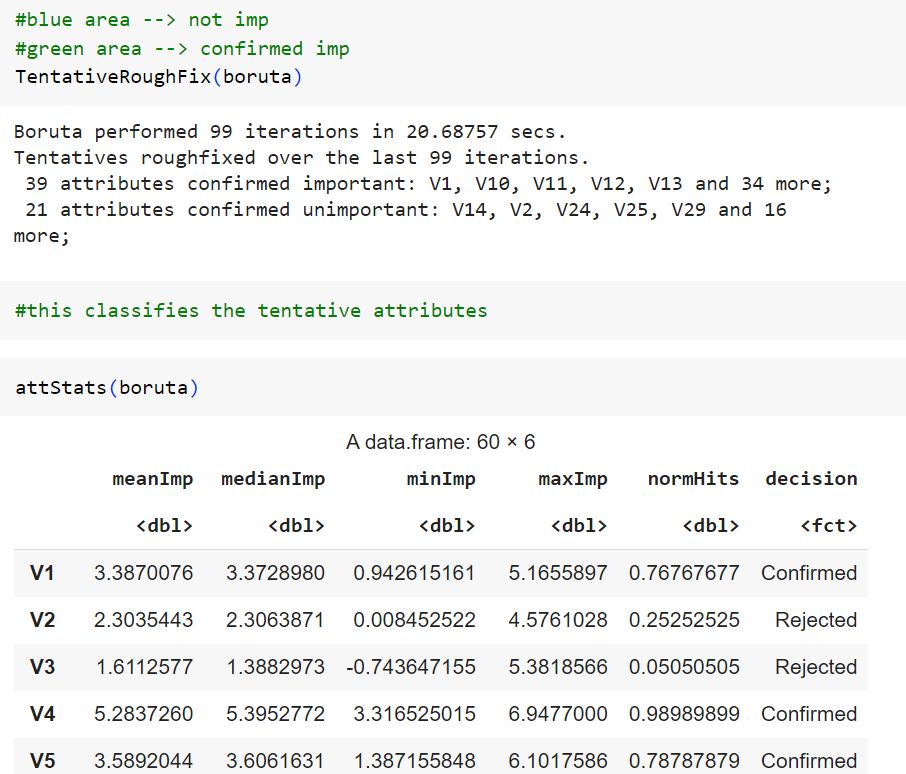 #blue area --> not imp
#green area --> confirmed imp
TentativeRoughFix(boruta)
Boruta performed 99 iterations in 20.68757 secs.
Tentatives roughfixed over the last 99 iterations.
 39 attributes confirmed important: V1, V10, V11, V12, V13 and 34 more;
 21 attributes confirmed unimportant: V14, V2, V24, V25, V29 and 16
more;
#this classifies the tentative attributes
attStats(boruta)
A data.frame: 60 × 6
meanImp medianImp minImp maxImp normHits decision
<dbl> <dbl> <dbl> <dbl> <dbl> <fct>
V1 3.3870076 3.3728980 0.942615161 5.1655897 0.76767677 Confirmed
V2 2.3035443 2.3063871 0.008452522 4.5761028 0.25252525 Rejected
V3 1.6112577 1.3882973 -0.743647155 5.3818566 0.05050505 Rejected
V4 5.2837260 5.3952772 3.316525015 6.9477000 0.98989899 Confirmed
V5 3.5892044 3.6061631 1.387155848 6.1017586 0.78787879 Confirmed